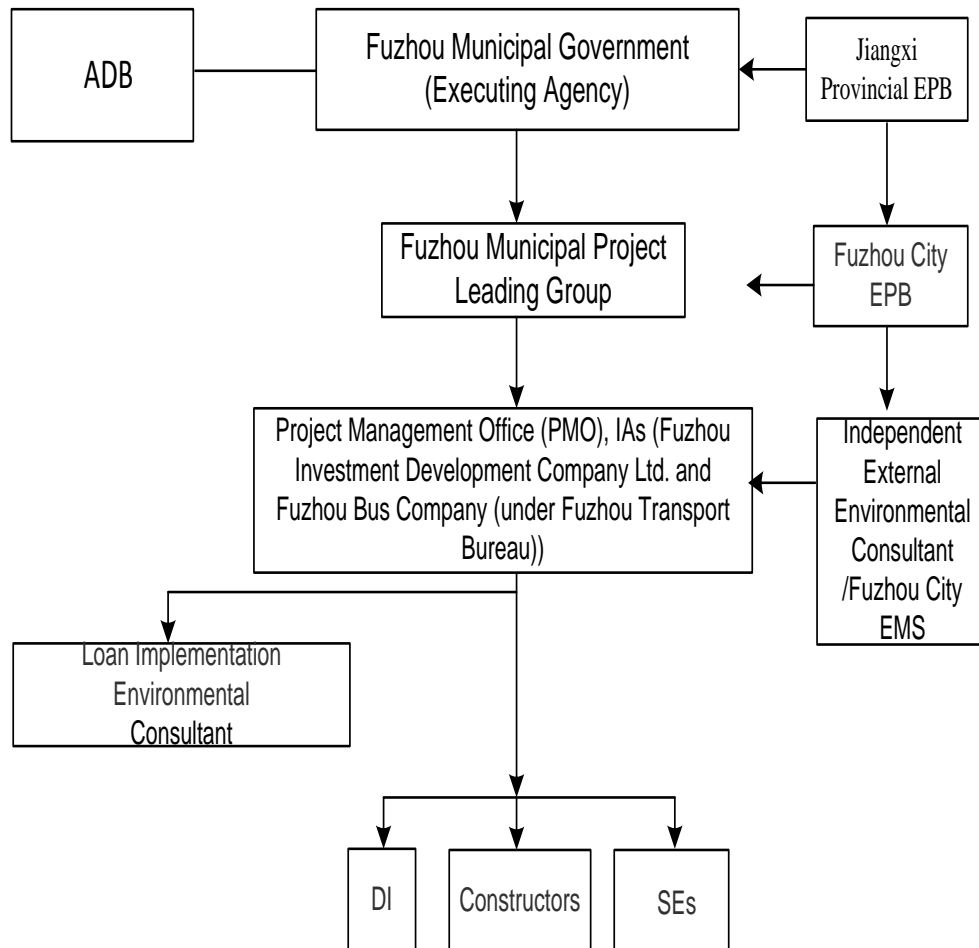 ADB
Fuzhou Municipal Government
(Executing Agency)
Jiangxi
Provincial EPB
Fuzhou Municipal Project
Leading Group
Fuzhou City
EPB
Project Management Office (PMO), IAs (Fuzhou
Investment Development Company Ltd. and
Fuzhou Bus Company (under Fuzhou Transport
Bureau))
Independent
External
Environmental
Consultant
/Fuzhou City
EMS
Loan Implementation
Environmental
Consultant
DI
Constructors
SEs